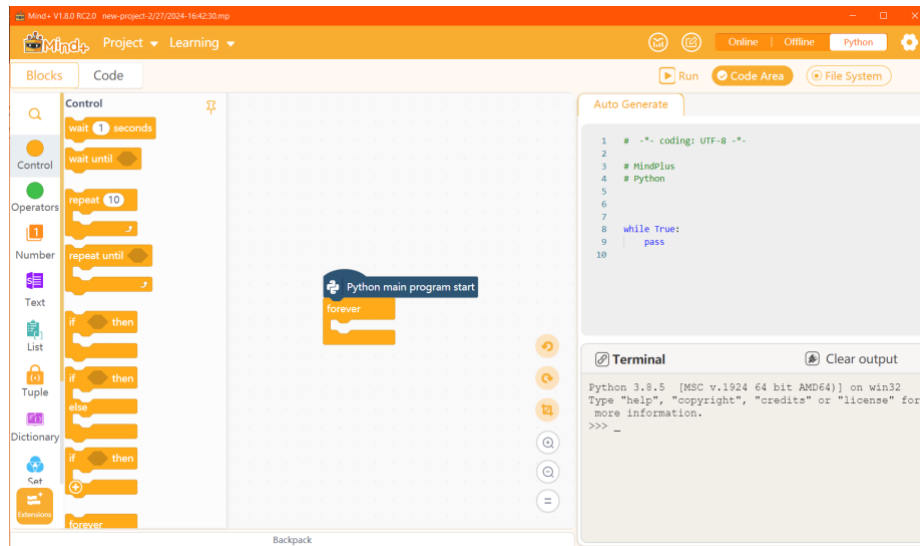 Mind+ V1.8.0 RC2.0 new-project-2/27/2024-16:42:30.mp
Mind+ Project Learning Online Offline Python
Blocks Code Run Code Area File System
Control
wait 1 seconds
wait until
repeat 10
repeat until
if then
if then
else
if then
forever
Control
Operators
1
Number
Text
List
Tuple
Dictionary
Set
Extensions
Python main program start
forever
Backpack
Auto Generate
1 # -*- coding: UTF-8 -*-
2
3 # MindPlus
4 # Python
5
6
7
8 while True:
9 pass
10
Terminal Clear output
Python 3.8.5 [MSC v.1924 64 bit AMD64)] on win32
Type "help", "copyright", "credits" or "license" for
more information.
>>> _